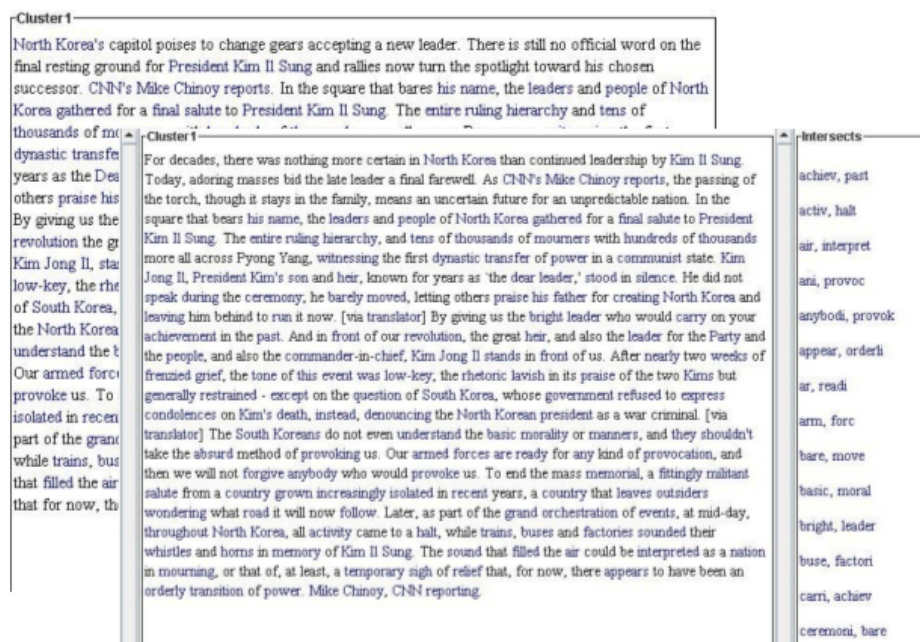 Cluster1
North Korea's capitol poises to change gears accepting a new leader. There is still no official word on the
final resting ground for President Kim Il Sung and rallies now turn the spotlight toward his chosen
successor. CNN's Mike Chinoy reports. In the square that bares his name, the leaders and people of North
Korea gathered for a final salute to President Kim Il Sung. The entire ruling hierarchy and tens of
thousands of
dynastic transfe
years as the Dea
others praise his
By giving us the
revolution the gr
Kim Jong Il, sta
low-key, the rhe
of South Korea,
the North Korea
understand the
Our armed forc
provoke us. To
isolated in recen
part of the grand
while trains, bus
that filled the air
that for now, th
Cluster1
For decades, there was nothing more certain in North Korea than continued leadership by Kim Il Sung.
Today, adoring masses bid the late leader a final farewell. As CNN's Mike Chinoy reports, the passing of
the torch, though it stays in the family, means an uncertain future for an unpredictable nation. In the
square that bears his name, the leaders and people of North Korea gathered for a final salute to President
Kim Il Sung. The entire ruling hierarchy, and tens of thousands of mourners with hundreds of thousands
more all across Pyong Yang, witnessing the first dynastic transfer of power in a communist state. Kim
Jong Il, President Kim's son and heir, known for years as 'the dear leader,' stood in silence. He did not
speak during the ceremony; he barely moved, letting others praise his father for creating North Korea and
leaving him behind to run it now. [via translator] By giving us the bright leader who would carry on your
achievement in the past. And in front of our revolution, the great heir, and also the leader for the Party and
the people, and also the commander-in-chief, Kim Jong Il stands in front of us. After nearly two weeks of
frenzied grief, the tone of this event was low-key, the rhetoric lavish in its praise of the two Kims but
generally restrained - except on the question of South Korea, whose government refused to express
condolences on Kim's death, instead, denouncing the North Korean president as a war criminal. [via
translator] The South Koreans do not even understand the basic morality or manners, and they shouldn't
take the absurd method of provoking us. Our armed forces are ready for any kind of provocation, and
then we will not forgive anybody who would provoke us. To end the mass memorial, a fittingly militant
salute from a country grown increasingly isolated in recent years, a country that leaves outsiders
wondering what road it will now follow. Later, as part of the grand orchestration of events, at mid-day,
throughout North Korea, all activity came to a halt, while trains, buses and factories sounded their
whistles and horns in memory of Kim Il Sung. The sound that filled the air could be interpreted as a nation
in mourning, or that of, at least, a temporary sigh of relief that, for now, there appears to have been an
orderly transition of power. Mike Chinoy, CNN reporting.
Intersects
achiev, past
activ, halt
air, interpret
ani, provoc
anybodi, provok
appear, orderli
ar, readi
arm, forc
bare, move
basic, moral
bright, leader
buse, factori
carri, achiev
ceremoni, bare